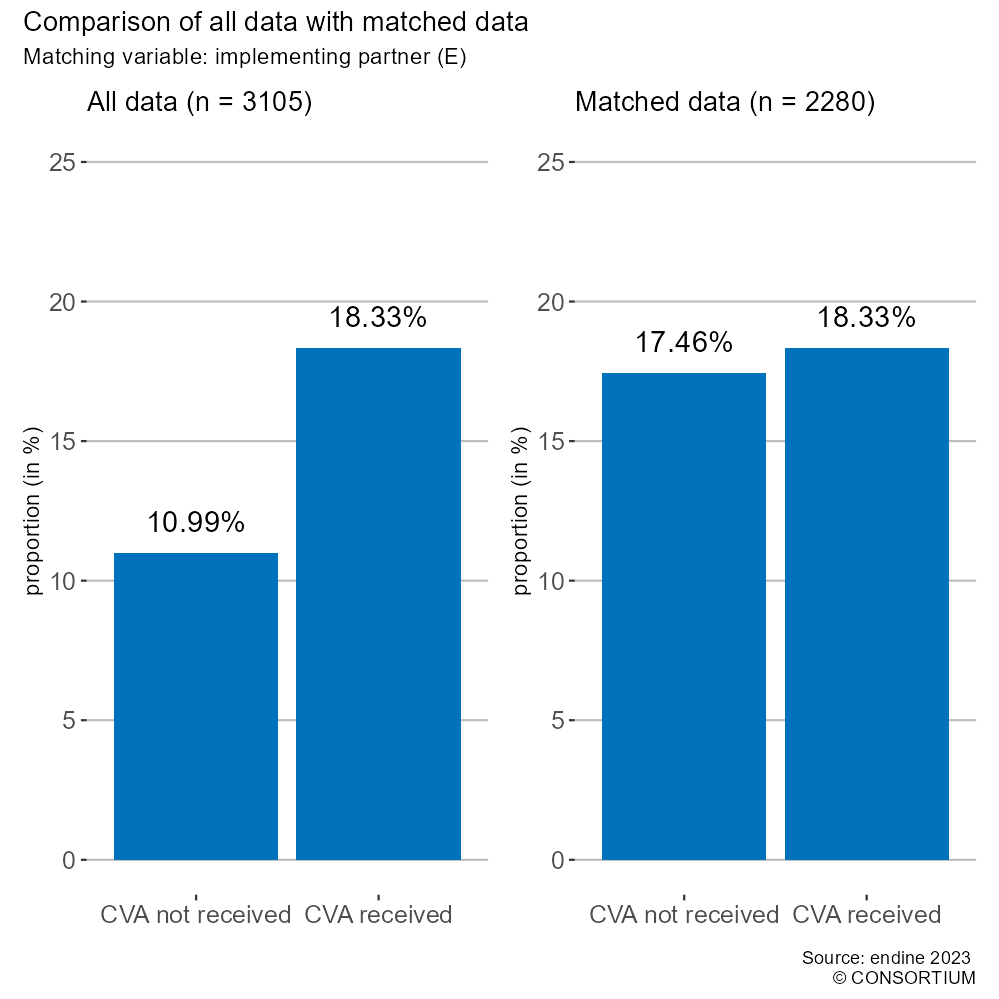 Comparison of all data with matched data
Matching variable: implementing partner (E)
All data (n = 3105)
25
20
15
10
5
0
proportion (in %)
10.99%
18.33%
CVA not received
CVA received
Matched data (n = 2280)
25
20
15
10
5
0
proportion (in %)
17.46%
18.33%
CVA not received
CVA received
Source: endine 2023
© CONSORTIUM